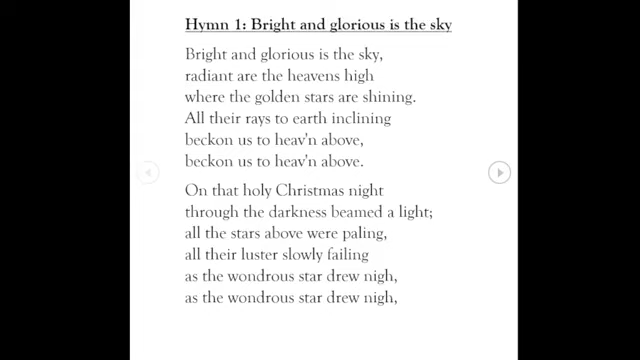 Hymn 1: Bright and glorious is the sky
Bright and glorious is the sky,
radiant are the heavens high
where the golden stars are shining.
All their rays to earth inclining
beckon us to heav'n above,
beckon us to heav'n above.
On that holy Christmas night
through the darkness beamed a light;
all the stars above were paling,
all their luster slowly failing
as the wondrous star drew nigh,
as the wondrous star drew nigh,